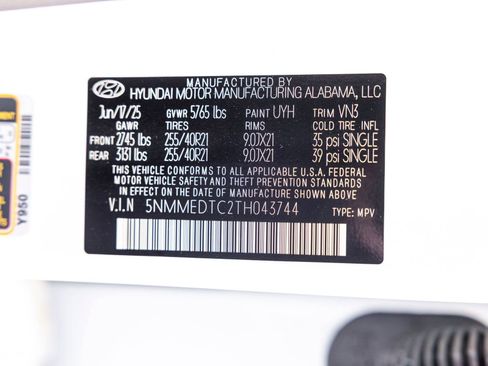 MANUFACTURED BY
HYUNDAI MOTOR MANUFACTURING ALABAMA, LLC
Jun/17/25 GVWR 5765 lbs PAINT UYH TRIM VN3
GAWR TIRES RIMS COLD TIRE INFL
FRONT 2745 lbs 255/40R21 9.0JX21 35 psi SINGLE
REAR 3131 lbs 255/40R21 9.0JX21 39 psi SINGLE
THIS VEHICLE CONFORMS TO ALL APPLICABLE U.S.A. FEDERAL
MOTOR VEHICLE SAFETY AND THEFT PREVENTION STANDARDS
IN EFFECT ON THE DATE OF MANUFACTURE SHOWN ABOVE.
V.I.N 5NMMEDTC2TH043744 TYPE: MPV
Y950